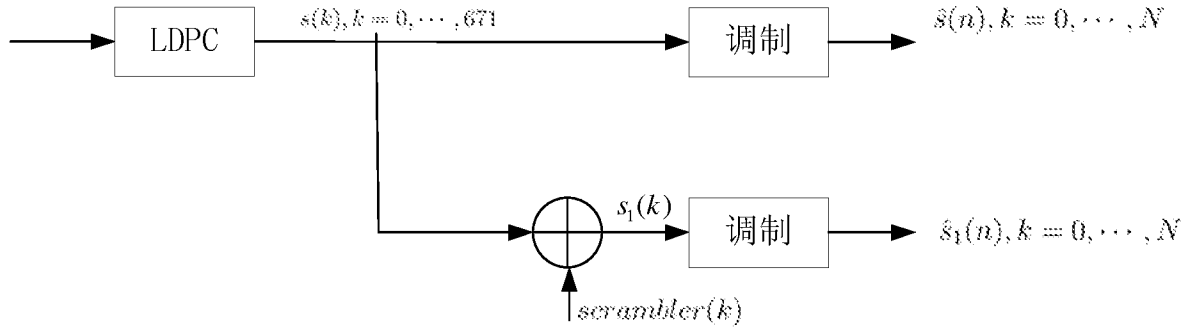 LDPC
s(k), k = 0, ⋯ , 671
调制
ŝ(n), k = 0, ⋯ , N
s₁(k)
调制
ŝ₁(n), k = 0, ⋯ , N
scrambler(k)